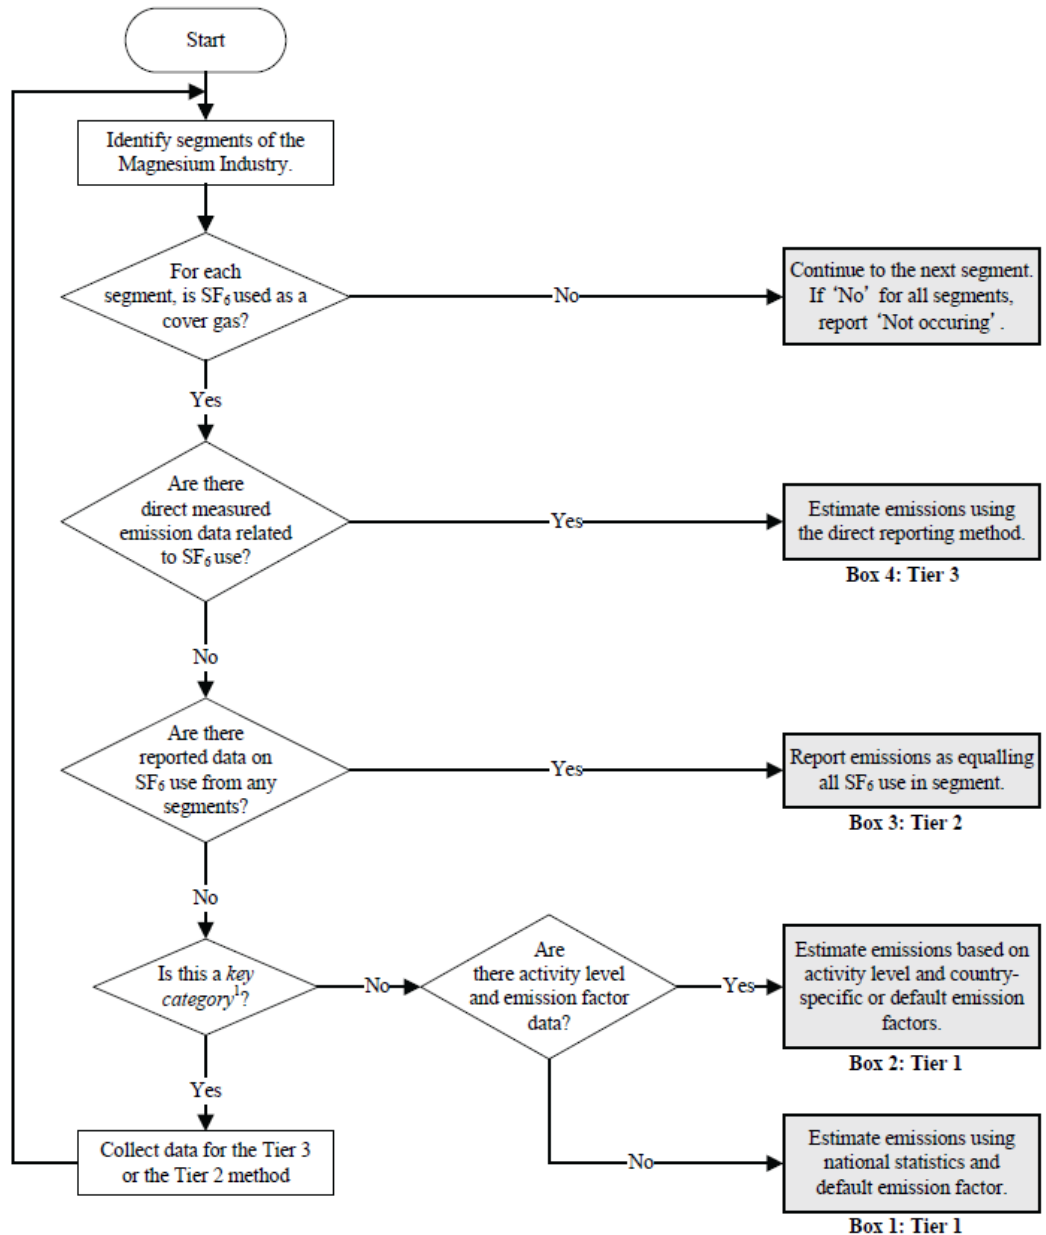 Start
Identify segments of the
Magnesium Industry.
For each
segment, is SF₆ used as a
cover gas?
No
Continue to the next segment.
If ‘No’ for all segments,
report ‘Not occuring’.
Yes
Are there
direct measured
emission data related
to SF₆ use?
Yes
Estimate emissions using
the direct reporting method.
Box 4: Tier 3
No
Are there
reported data on
SF₆ use from any
segments?
Yes
Report emissions as equalling
all SF₆ use in segment.
Box 3: Tier 2
No
Is this a key
category¹?
No
Are
there activity level
and emission factor
data?
Yes
Estimate emissions based on
activity level and country-
specific or default emission
factors.
Box 2: Tier 1
Yes
Collect data for the Tier 3
or the Tier 2 method
No
Estimate emissions using
national statistics and
default emission factor.
Box 1: Tier 1